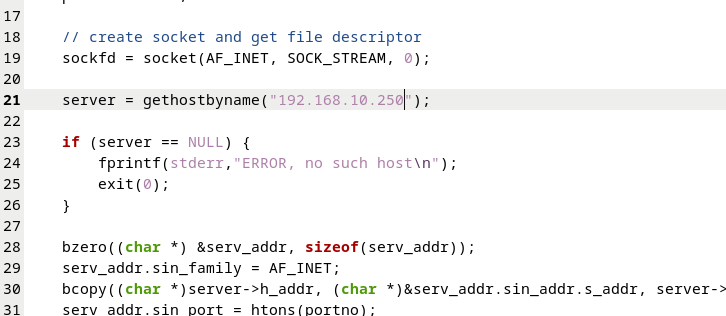 17
18 // create socket and get file descriptor
19 sockfd = socket(AF_INET, SOCK_STREAM, 0);
20
21 server = gethostbyname("192.168.10.250");
22
23 if (server == NULL) {
24 fprintf(stderr,"ERROR, no such host\n");
25 exit(0);
26 }
27
28 bzero((char *) &serv_addr, sizeof(serv_addr));
29 serv_addr.sin_family = AF_INET;
30 bcopy((char *)server->h_addr, (char *)&serv_addr.sin_addr.s_addr, server->
31 serv_addr.sin_port = htons(portno);